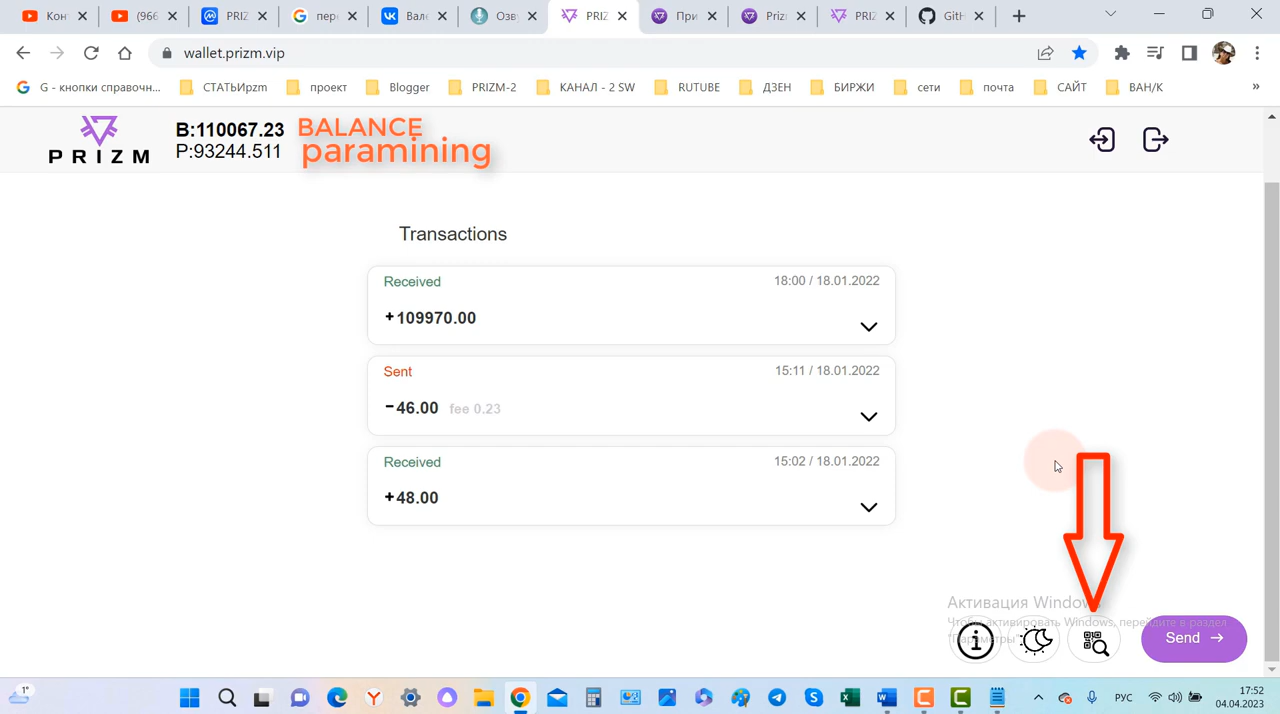 Кон
(966
PRIZ
пер
Вале
Озву
PRIZ
При
Prizr
PRIZ
GitH
wallet.prizm.vip
G - кнопки справочн...
СТАТЬИpzm
проект
Blogger
PRIZM-2
КАНАЛ - 2 SW
RUTUBE
ДЗЕН
БИРЖИ
сети
почта
САЙТ
ВАН/К
»
PRIZM
B:110067.23
P:93244.511
BALANCE
paramining
Transactions
Received
18:00 / 18.01.2022
+109970.00
Sent
15:11 / 18.01.2022
-46.00 fee 0.23
Received
15:02 / 18.01.2022
+48.00
Активация Windows
Чтобы активировать Windows, перейдите в раздел
"Параметры".
Send →
1°
РУС
17:52
04.04.2023